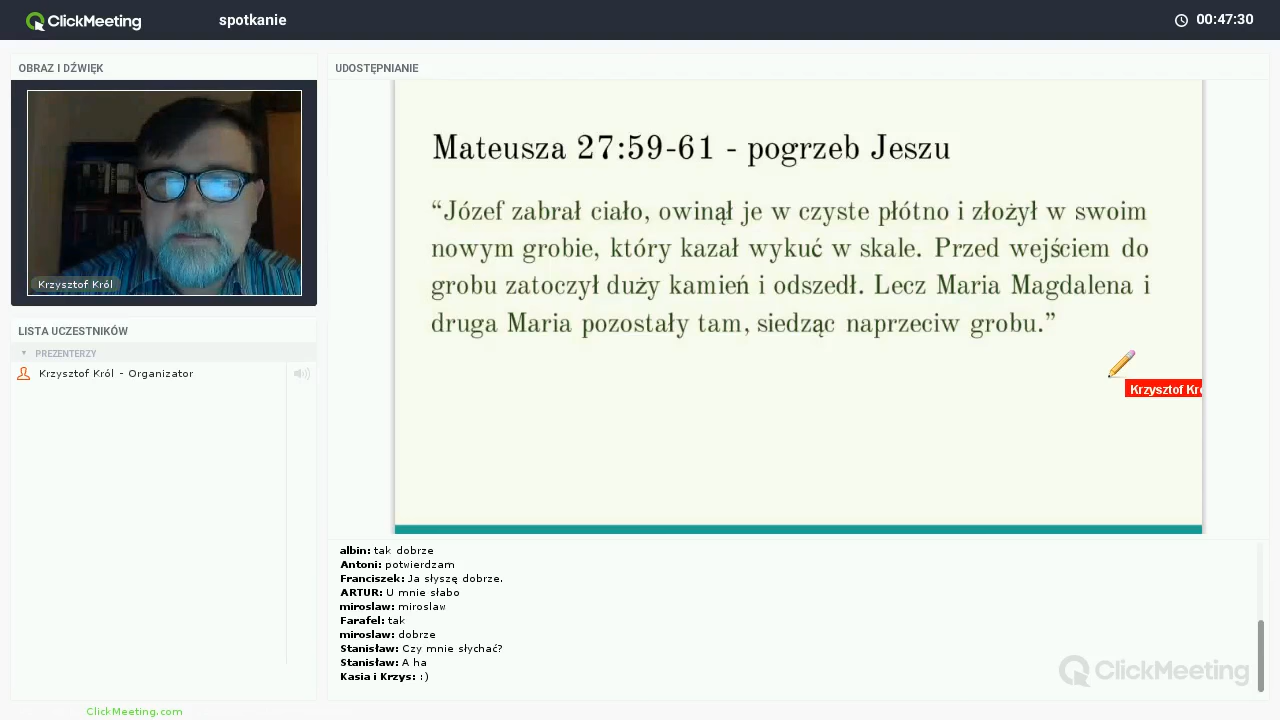 ClickMeeting
spotkanie
00:47:30
OBRAZ I DŹWIĘK
Krzysztof Król
LISTA UCZESTNIKÓW
PREZENTERZY
Krzysztof Król - Organizator
UDOSTĘPNIANIE
Mateusza 27:59-61 - pogrzeb Jeszu
“Józef zabrał ciało, owinął je w czyste płótno i złożył w swoim
nowym grobie, który kazał wykuć w skale. Przed wejściem do
grobu zatoczył duży kamień i odszedł. Lecz Maria Magdalena i
druga Maria pozostały tam, siedząc naprzeciw grobu.”
Krzysztof Kró
albin: tak dobrze
Antoni: potwierdzam
Franciszek: Ja słyszę dobrze.
ARTUR: U mnie słabo
miroslaw: miroslaw
Farafel: tak
miroslaw: dobrze
Stanisław: Czy mnie słychać?
Stanisław: A ha
Kasia i Krzys: :)
ClickMeeting
ClickMeeting.com